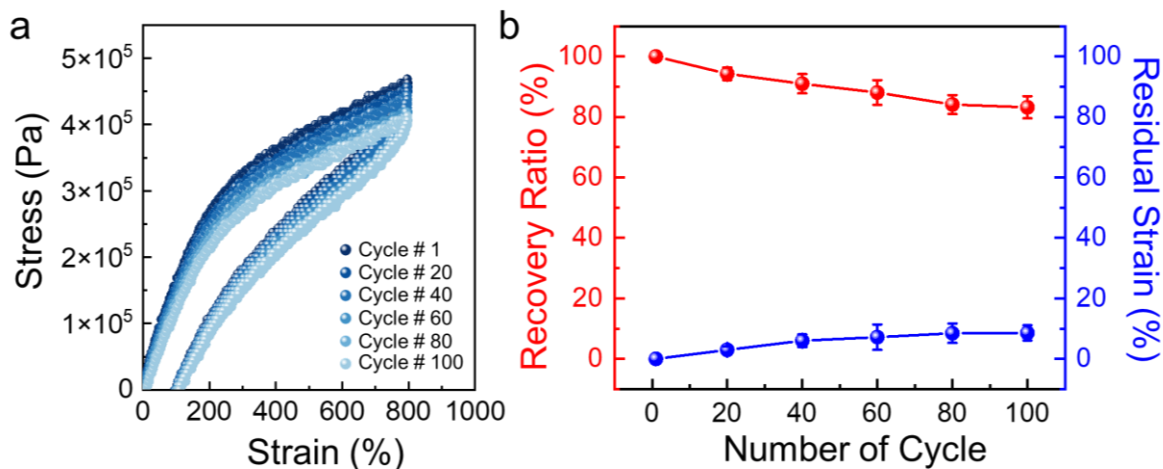 a
5×10⁵
4×10⁵
3×10⁵
2×10⁵
1×10⁵
0
Stress (Pa)
Cycle # 1
Cycle # 20
Cycle # 40
Cycle # 60
Cycle # 80
Cycle # 100
0 200 400 600 800 1000
Strain (%)
b
100
80
60
40
20
0
Recovery Ratio (%)
100
80
60
40
20
0
Residual Strain (%)
0 20 40 60 80 100
Number of Cycle